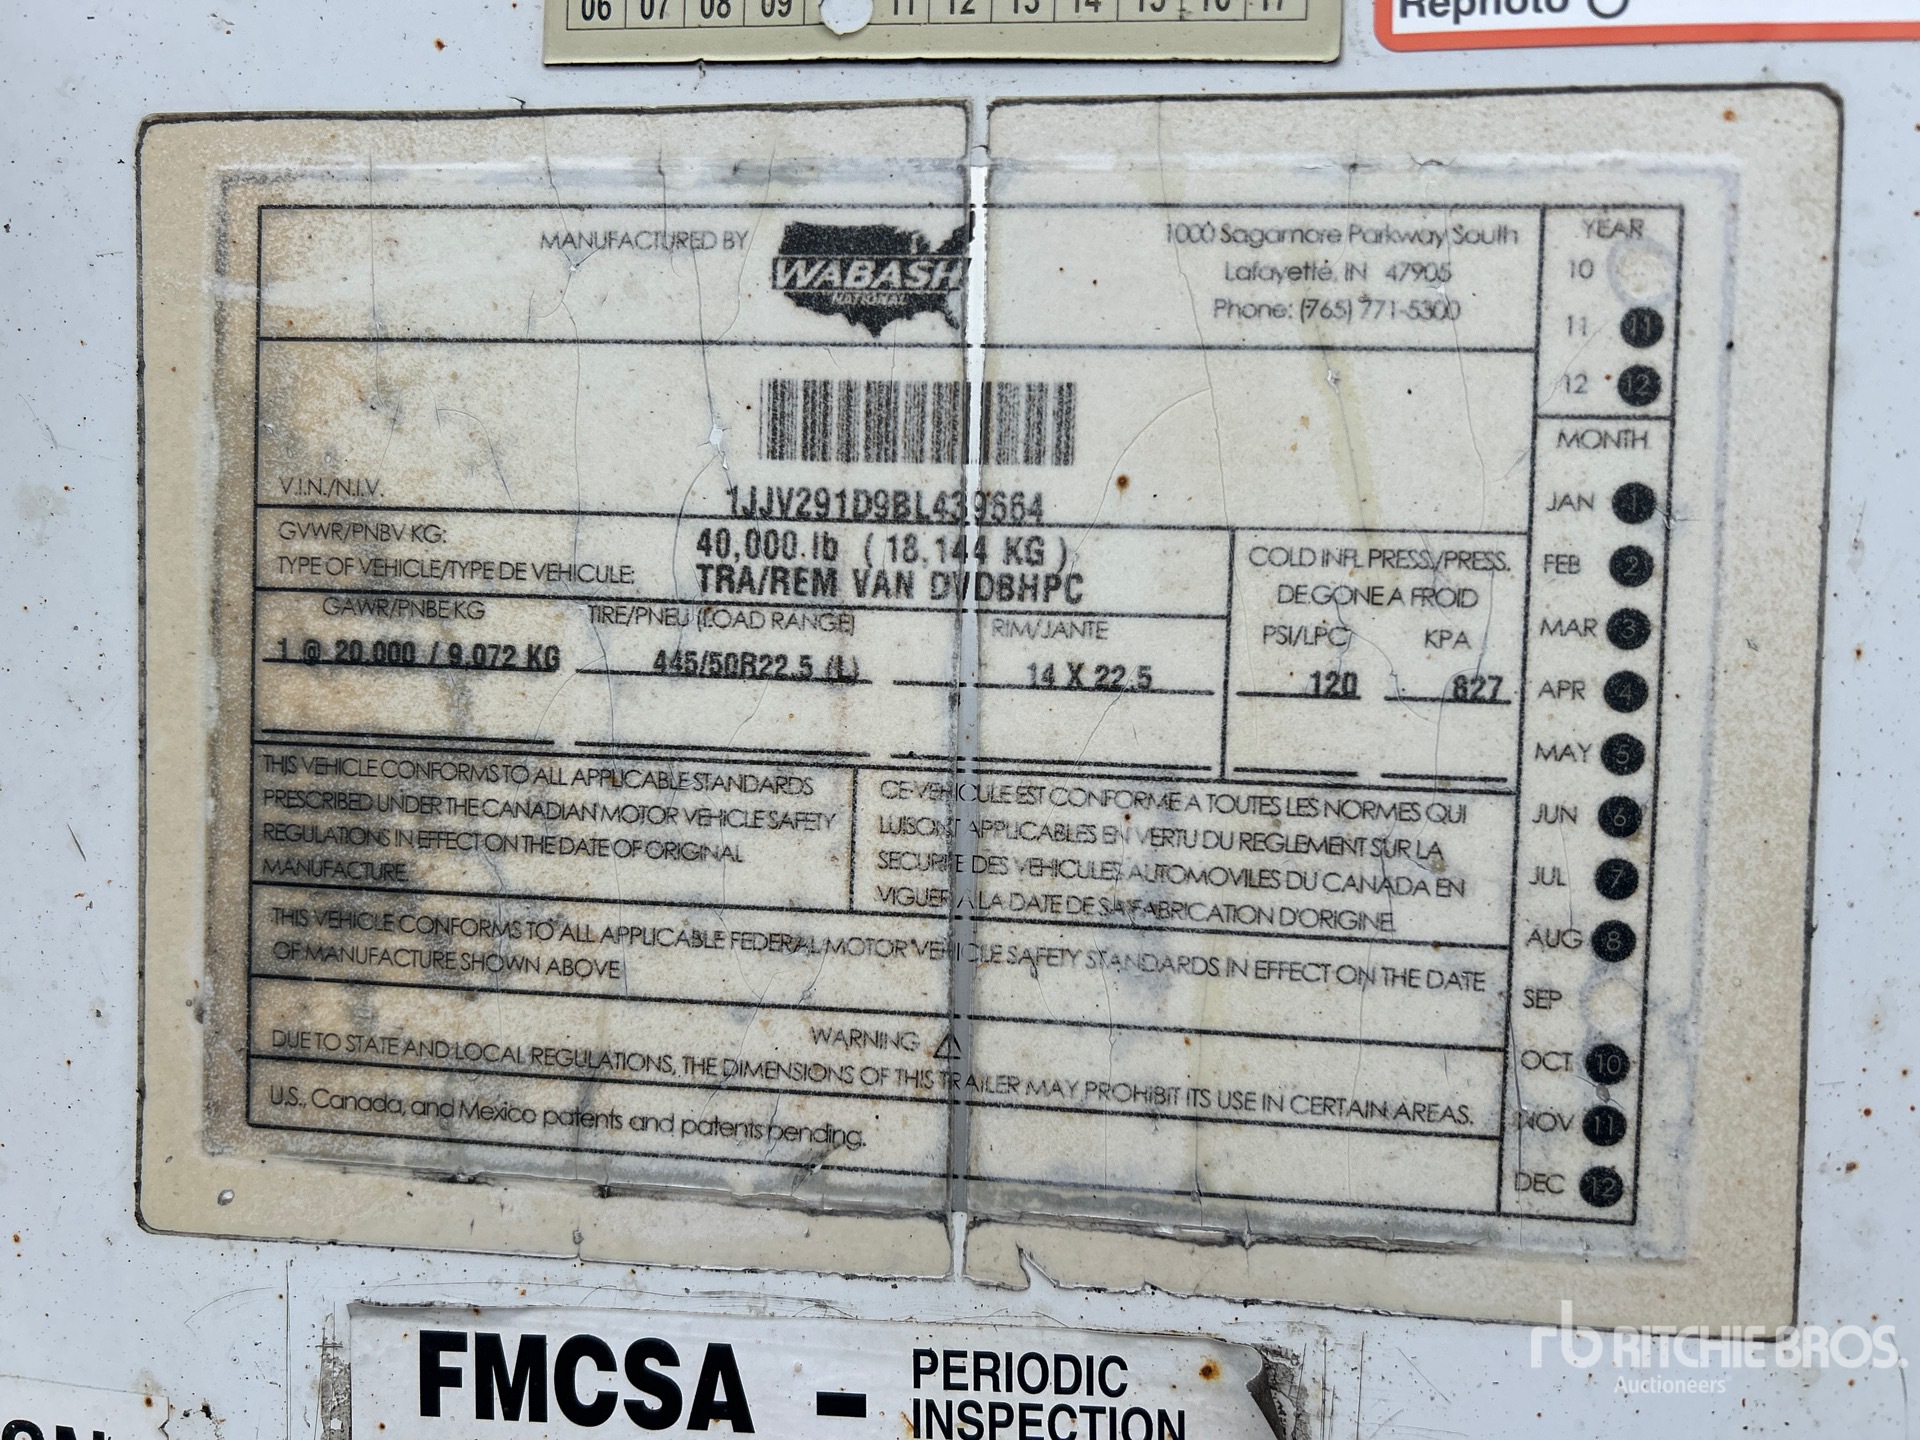 06 07 08 09 11 12 13 14 15 16 17
Rephoto
MANUFACTURED BY
WABASH
NATIONAL
1000 Sagamore Parkway South
Lafayette, IN 47905
Phone: (765) 771-5300
YEAR
10
11 11
12 12
MONTH
V.I.N./N.I.V.
1JJV291D9BL439664
GVWR/PNBV KG:
40,000 lb ( 18,144 KG )
TYPE OF VEHICLE/TYPE DE VEHICULE:
TRA/REM VAN DVDBHPC
COLD INFL. PRESS./PRESS.
DE GONE A FROID
GAWR/PNBE KG
TIRE/PNEU (LOAD RANGE)
RIM/JANTE
PSI/LPC
KPA
1 @ 20,000 / 9,072 KG
445/50R22.5 (L)
14 X 22.5
120
827
JAN 1
FEB 2
MAR 3
APR 4
MAY 5
JUN 6
JUL 7
AUG 8
SEP
OCT 10
NOV 11
DEC 12
THIS VEHICLE CONFORMS TO ALL APPLICABLE STANDARDS
PRESCRIBED UNDER THE CANADIAN MOTOR VEHICLE SAFETY
REGULATIONS IN EFFECT ON THE DATE OF ORIGINAL
MANUFACTURE.
CE VEHICULE EST CONFORME A TOUTES LES NORMES QUI
LUI SONT APPLICABLES EN VERTU DU REGLEMENT SUR LA
SECURITE DES VEHICULES AUTOMOVILES DU CANADA EN
VIGUER A LA DATE DE SA FABRICATION D'ORIGINE.
THIS VEHICLE CONFORMS TO ALL APPLICABLE FEDERAL MOTOR VEHICLE SAFETY STANDARDS IN EFFECT ON THE DATE
OF MANUFACTURE SHOWN ABOVE
WARNING
DUE TO STATE AND LOCAL REGULATIONS, THE DIMENSIONS OF THIS TRAILER MAY PROHIBIT ITS USE IN CERTAIN AREAS.
U.S., Canada, and Mexico patents and patents pending.
FMCSA - PERIODIC
INSPECTION
rb RITCHIE BROS.
Auctioneers